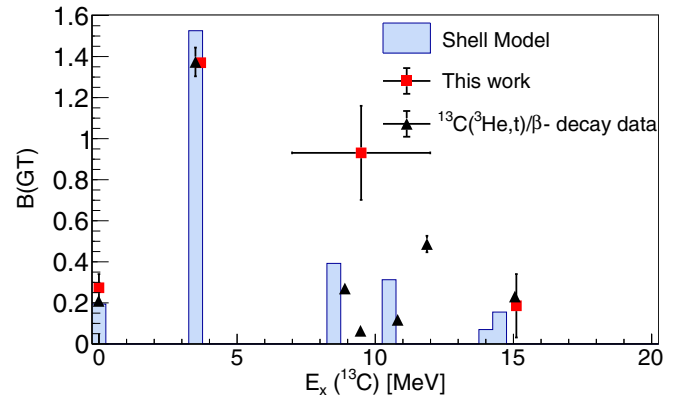 1.6
1.4
1.2
1
0.8
0.6
0.4
0.2
0
B(GT)
Shell Model
This work
¹³C(³He,t)/β- decay data
0 5 10 15 20
Eₓ (¹³C) [MeV]